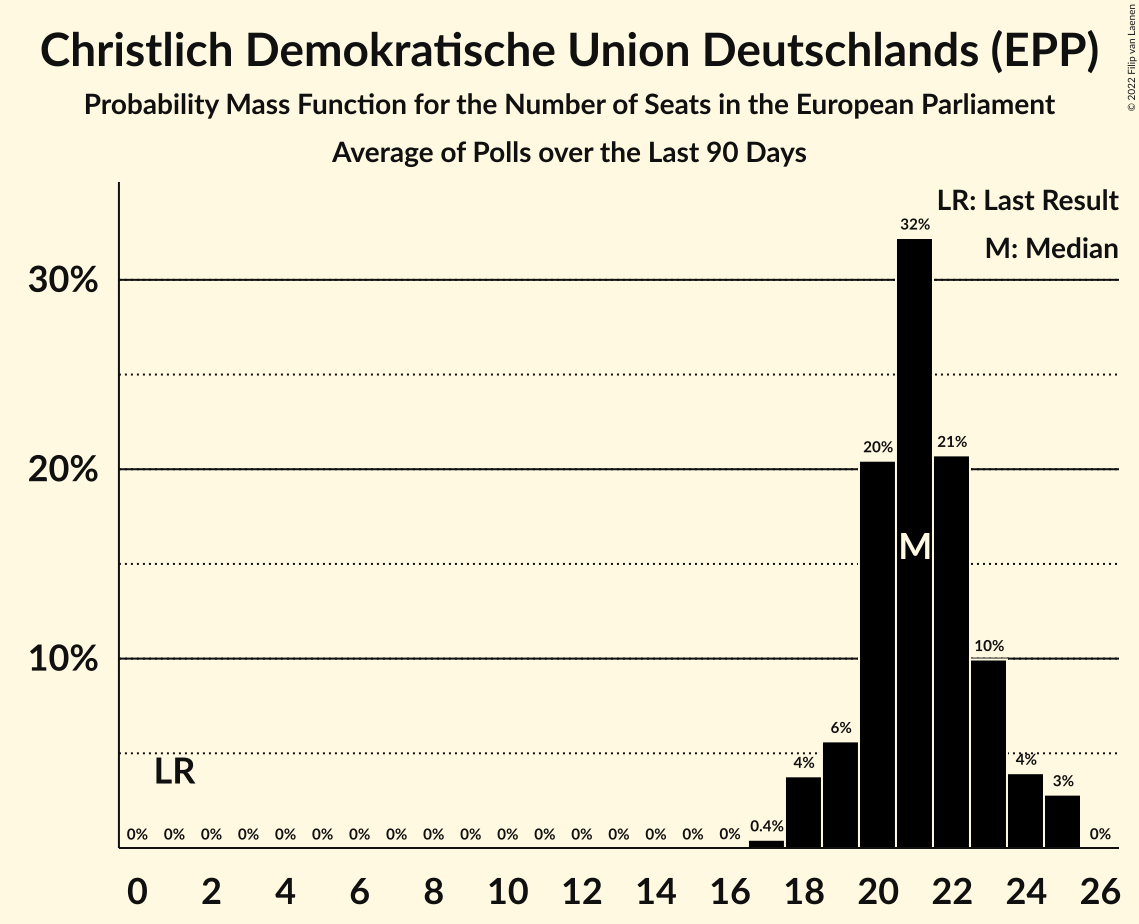 Christlich Demokratische Union Deutschlands (EPP)
Probability Mass Function for the Number of Seats in the European Parliament
Average of Polls over the Last 90 Days
© 2022 Filip van Laenen
LR: Last Result
M: Median
30%
20%
10%
LR
M
0% 0% 0% 0% 0% 0% 0% 0% 0% 0% 0% 0% 0% 0% 0% 0% 0% 0.4% 4% 6% 20% 32% 21% 10% 4% 3% 0%
0 2 4 6 8 10 12 14 16 18 20 22 24 26